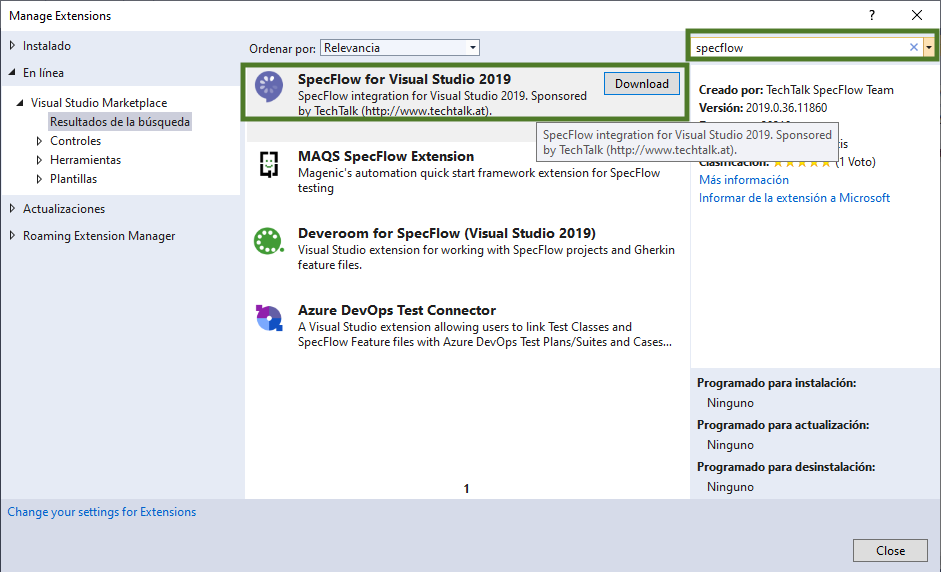 Manage Extensions
?
Instalado
En línea
Visual Studio Marketplace
Resultados de la búsqueda
Controles
Herramientas
Plantillas
Actualizaciones
Roaming Extension Manager
Ordenar por: Relevancia
SpecFlow for Visual Studio 2019
Download
SpecFlow integration for Visual Studio 2019. Sponsored
by TechTalk (http://www.techtalk.at).
SpecFlow integration for Visual Studio 2019. Sponsored
by TechTalk (http://www.techtalk.at).
MAQS SpecFlow Extension
Magenic's automation quick start framework extension for SpecFlow
testing
Deveroom for SpecFlow (Visual Studio 2019)
Visual Studio extension for working with SpecFlow projects and Gherkin
feature files.
Azure DevOps Test Connector
A Visual Studio extension allowing users to link Test Classes and
SpecFlow Feature files with Azure DevOps Test Plans/Suites and Cases...
1
specflow
Creado por: TechTalk SpecFlow Team
Versión: 2019.0.36.11860
Clasificación: (1 Voto)
Más información
Informar de la extensión a Microsoft
Programado para instalación:
Ninguno
Programado para actualización:
Ninguno
Programado para desinstalación:
Ninguno
Change your settings for Extensions
Close